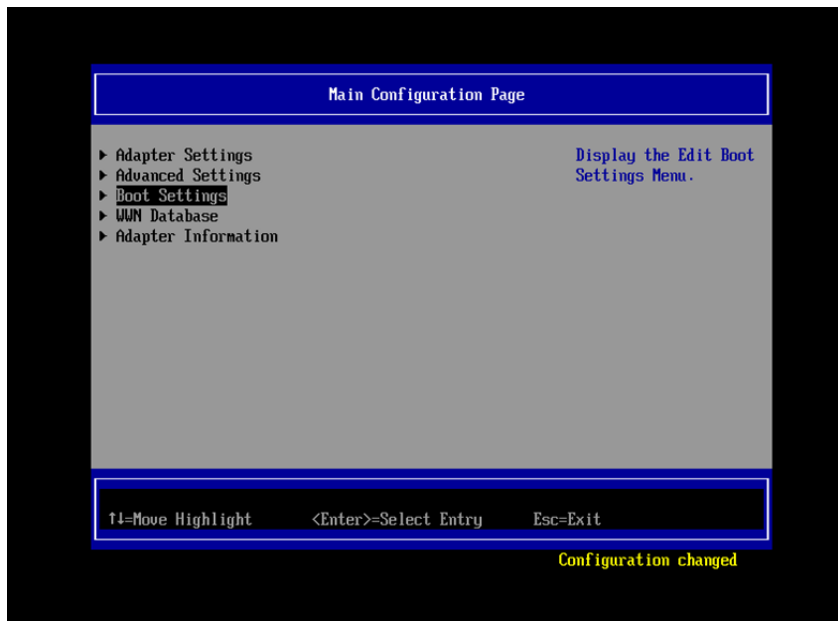 Main Configuration Page
► Adapter Settings
► Advanced Settings
► Boot Settings
► WWN Database
► Adapter Information
Display the Edit Boot
Settings Menu.
↑↓=Move Highlight <Enter>=Select Entry Esc=Exit
Configuration changed